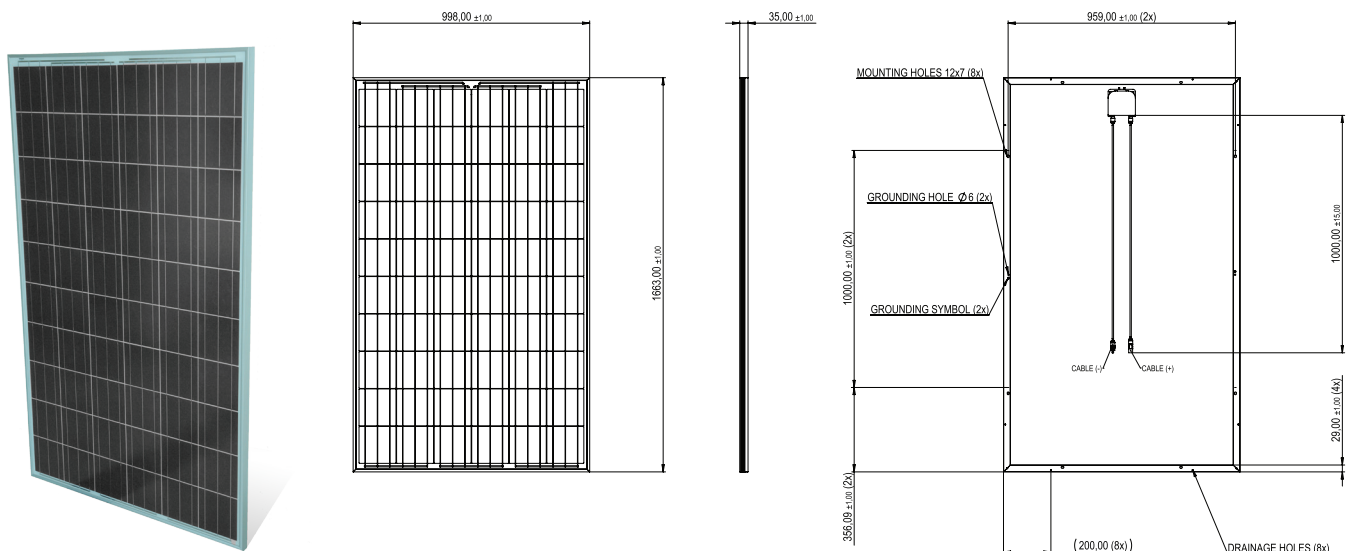 998,00 ±1,00
35,00 ±1,00
959,00 ±1,00 (2x)
MOUNTING HOLES 12x7 (8x)
GROUNDING HOLE Ø 6 (2x)
1663,00 ±1,00
1000,00 ±1,00 (2x)
1000,00 ±15,00
GROUNDING SYMBOL (2x)
CABLE (-)
CABLE (+)
29,00 ±1,00 (4x)
356,09 ±1,00 (2x)
(200,00 (8x))
DRAINAGE HOLES (8x)